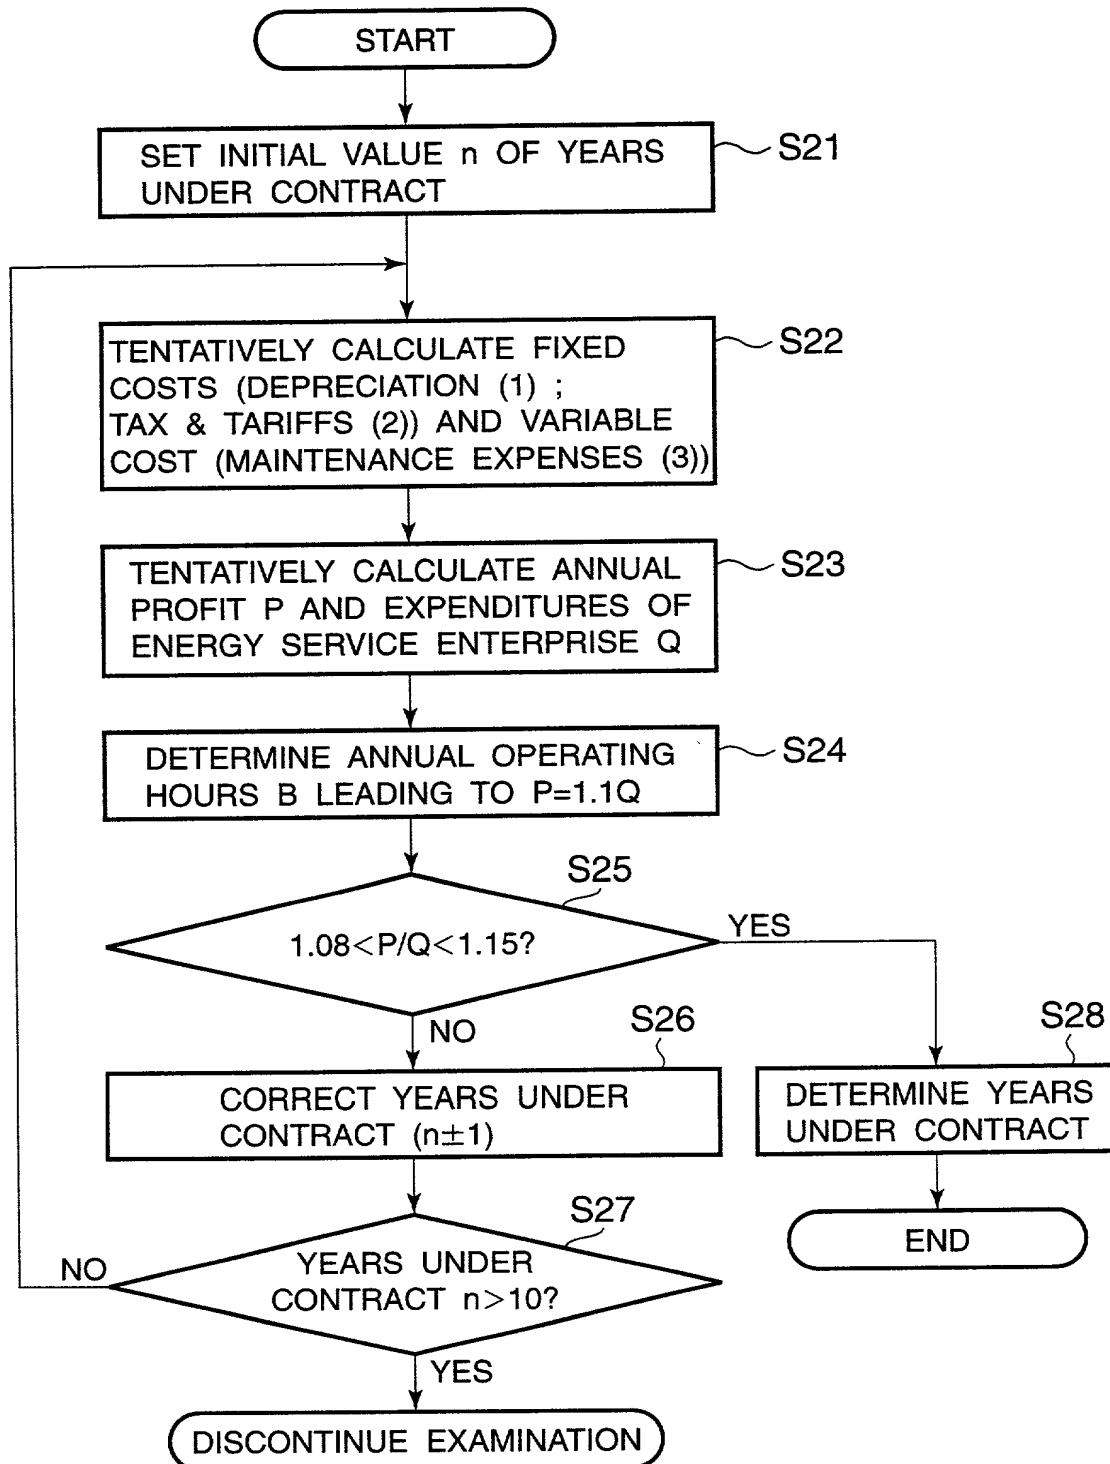 START
SET INITIAL VALUE n OF YEARS
UNDER CONTRACT
S21
TENTATIVELY CALCULATE FIXED
COSTS (DEPRECIATION (1) ;
TAX & TARIFFS (2)) AND VARIABLE
COST (MAINTENANCE EXPENSES (3))
S22
TENTATIVELY CALCULATE ANNUAL
PROFIT P AND EXPENDITURES OF
ENERGY SERVICE ENTERPRISE Q
S23
DETERMINE ANNUAL OPERATING
HOURS B LEADING TO P=1.1Q
S24
S25
1.08<P/Q<1.15?
YES
NO
S26
CORRECT YEARS UNDER
CONTRACT (n±1)
S28
DETERMINE YEARS
UNDER CONTRACT
END
S27
YEARS UNDER
CONTRACT n>10?
NO
YES
DISCONTINUE EXAMINATION